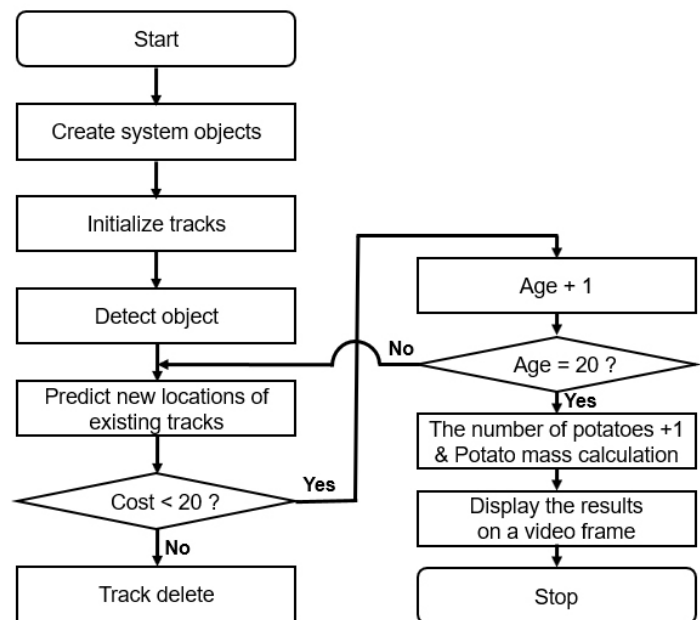 Start
Create system objects
Initialize tracks
Detect object
Predict new locations of
existing tracks
Cost < 20 ?
Yes
No
Track delete
Age + 1
Age = 20 ?
No
Yes
The number of potatoes +1
& Potato mass calculation
Display the results
on a video frame
Stop